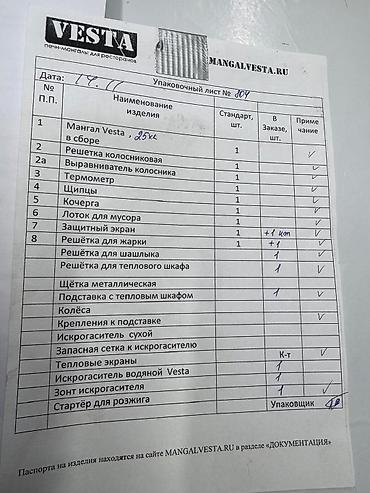 VESTA
печи-мангалы для ресторанов
MANGALVESTA.RU
Дата: 14.11 Упаковочный лист № 804
№ П.П. Наименование изделия Стандарт, шт. В Заказе, шт. Приме чание
1 Мангал Vesta, 25 в сборе 1
2 Решетка колосниковая 1 ✓
2а Выравниватель колосника 1 ✓
3 Термометр 1 ✓
4 Щипцы 1 ✓
5 Кочерга 1 ✓
6 Лоток для мусора 1 ✓
7 Защитный экран 1 +1 шт ✓
8 Решётка для жарки 1 +1 ✓
Решётка для шашлыка 1 ✓
Решётка для теплового шкафа 1 ✓
Щётка металлическая
Подставка с тепловым шкафом 1 ✓
Колёса
Крепления к подставке ✓
Искрогаситель сухой
Запасная сетка к искрогасителю ✓
Тепловые экраны К-т
Искрогаситель водяной Vesta 1
Зонт искрогасителя 1 ✓
Стартёр для розжига
Упаковщик
Паспорта на изделия находятся на сайте MANGALVESTA.RU в разделе «ДОКУМЕНТАЦИЯ»